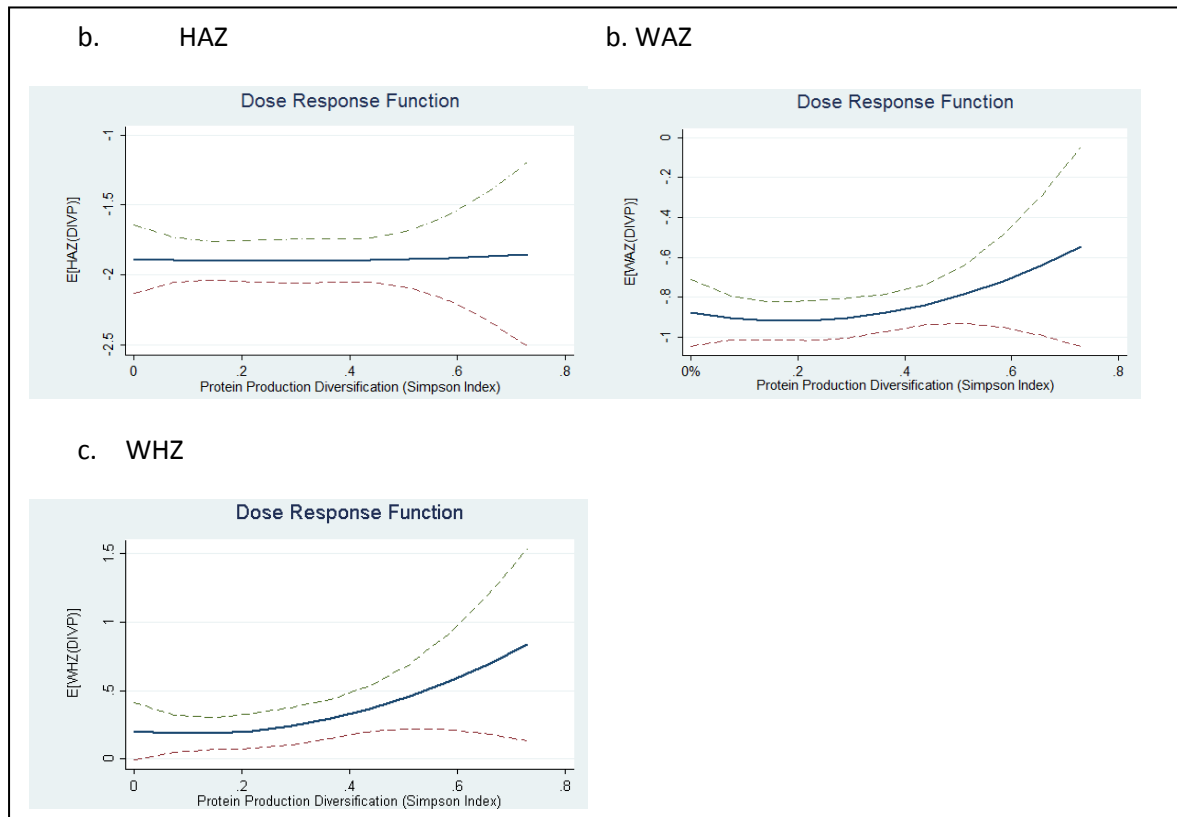 b. HAZ
b. WAZ
Dose Response Function
E[HAZ(DIVP)]
-1
-1.5
-2
-2.5
0 .2 .4 .6 .8
Protein Production Diversification (Simpson Index)
Dose Response Function
E[WAZ(DIVP)]
0
-.2
-.4
-.6
-.8
-1
0% .2 .4 .6 .8
Protein Production Diversification (Simpson Index)
c. WHZ
Dose Response Function
E[WHZ(DIVP)]
1.5
1
.5
0
0 .2 .4 .6 .8
Protein Production Diversification (Simpson Index)